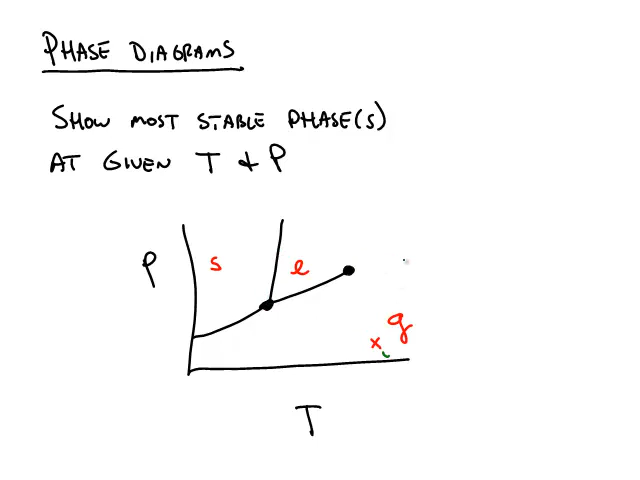 PHASE DIAGRAMS
SHOW MOST STABLE PHASE(S)
AT GIVEN T & P
P
s
l
x g
T